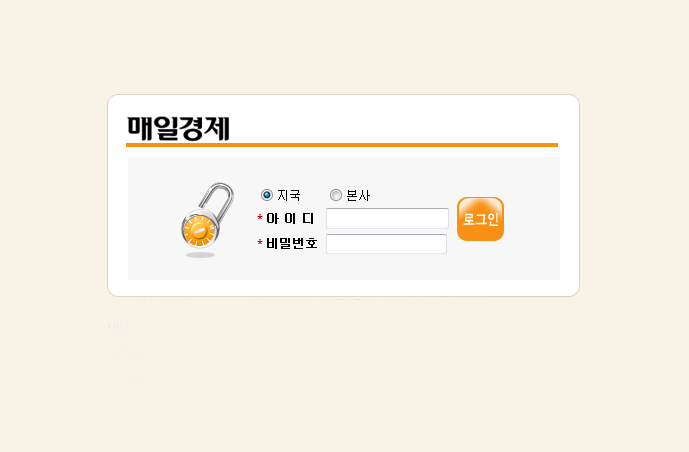 매일경제
지국 본사
* 아 이 디
* 비밀번호
로그인